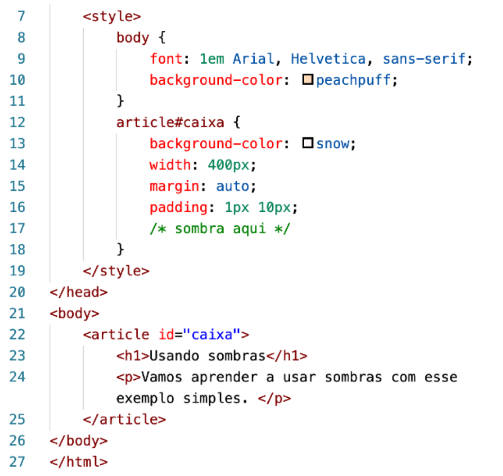 7 <style>
8 body {
9 font: 1em Arial, Helvetica, sans-serif;
10 background-color: peachpuff;
11 }
12 article#caixa {
13 background-color: snow;
14 width: 400px;
15 margin: auto;
16 padding: 1px 10px;
17 /* sombra aqui */
18 }
19 </style>
20 </head>
21 <body>
22 <article id="caixa">
23 <h1>Usando sombras</h1>
24 <p>Vamos aprender a usar sombras com esse
exemplo simples. </p>
25 </article>
26 </body>
27 </html>